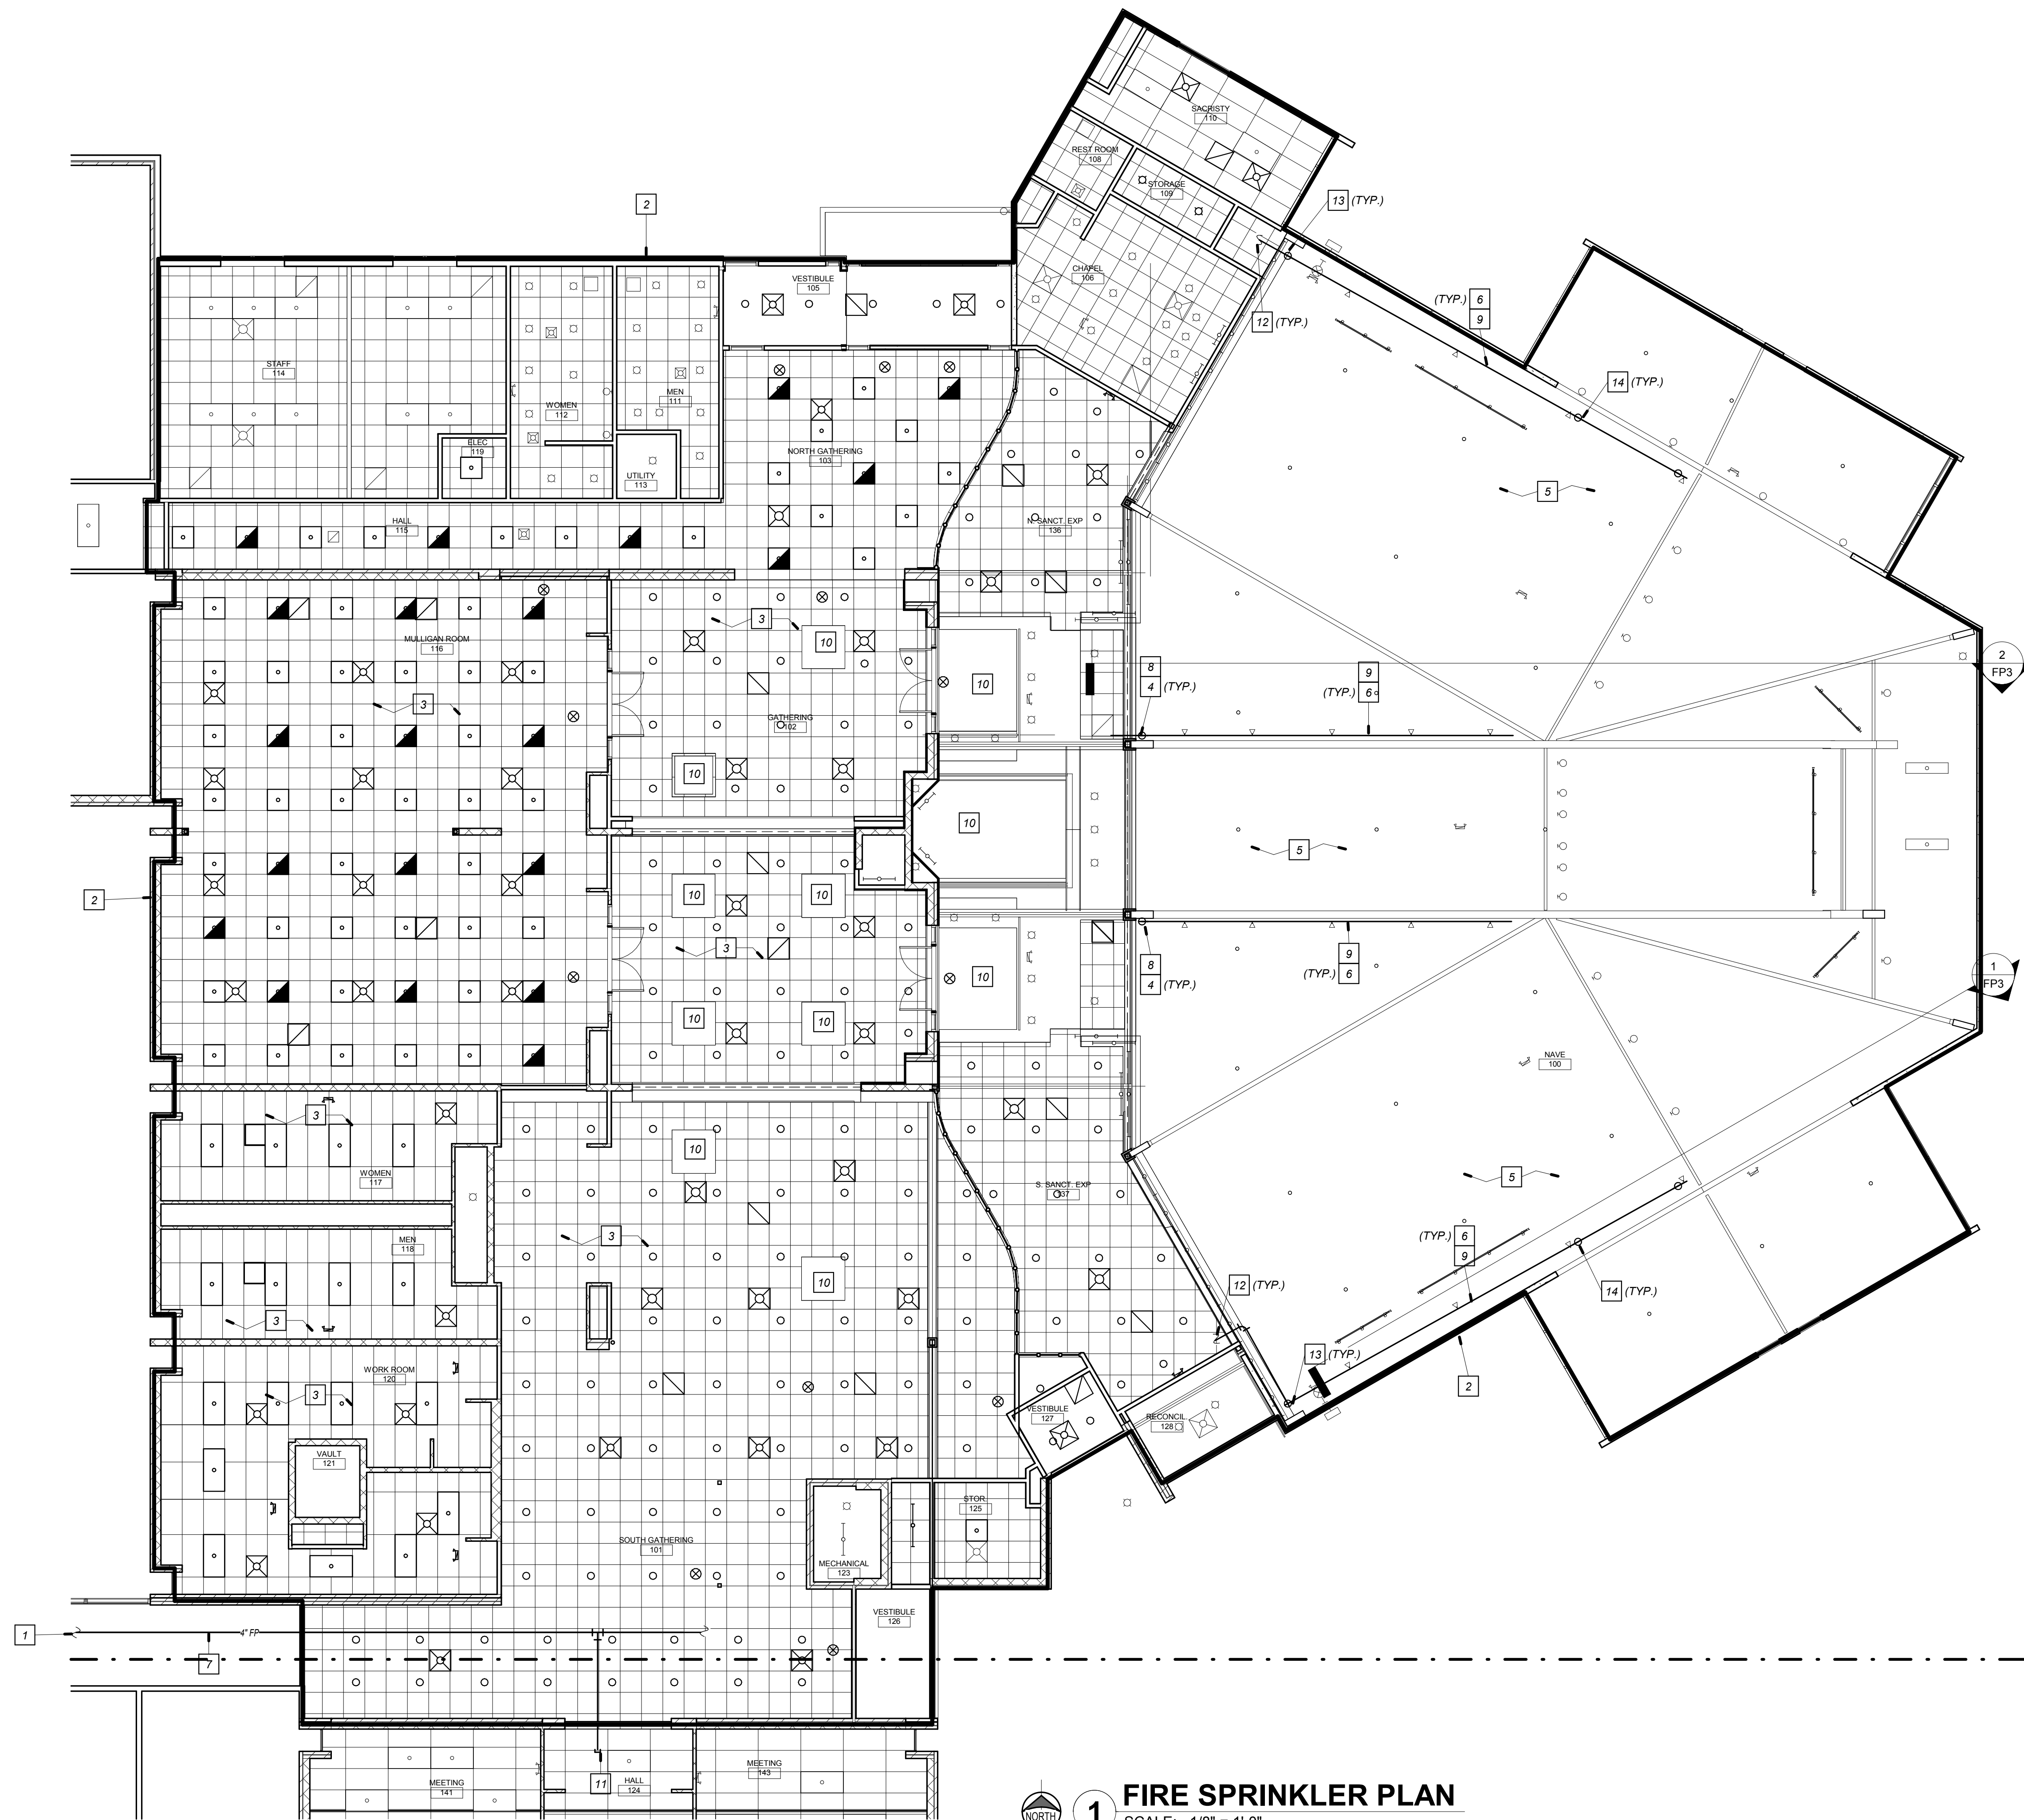 SACRISTY
110
REST ROOM
108
STORAGE
109
13 (TYP.)
2
CHAPEL
106
VESTIBULE
105
12 (TYP.)
(TYP.) 6
9
14 (TYP.)
STAFF
114
MEN
111
WOMEN
112
ELEC
119
NORTH GATHERING
103
UTILITY
113
5
HALL
115
N. SANCT. EXP
136
3
MULLIGAN ROOM
116
10
2
FP3
8
4 (TYP.)
9
(TYP.) 6
10
3
GATHERING
102
10
10
5
2
10
10
3
10
8
4 (TYP.)
9
(TYP.) 6
1
FP3
10
10
NAVE
100
3
10
WOMEN
117
5
S. SANCT. EXP
137
3
MEN
118
(TYP.) 6
9
10
12 (TYP.)
14 (TYP.)
3
13 (TYP.)
WORK ROOM
120
3
2
VESTIBULE
127
RECONCIL.
128
VAULT
121
STOR.
125
SOUTH GATHERING
101
MECHANICAL
123
VESTIBULE
126
1
4" FP
7
MEETING
141
11
HALL
124
MEETING
143
NORTH
1
FIRE SPRINKLER PLAN
SCALE: 1/8" = 1'-0"